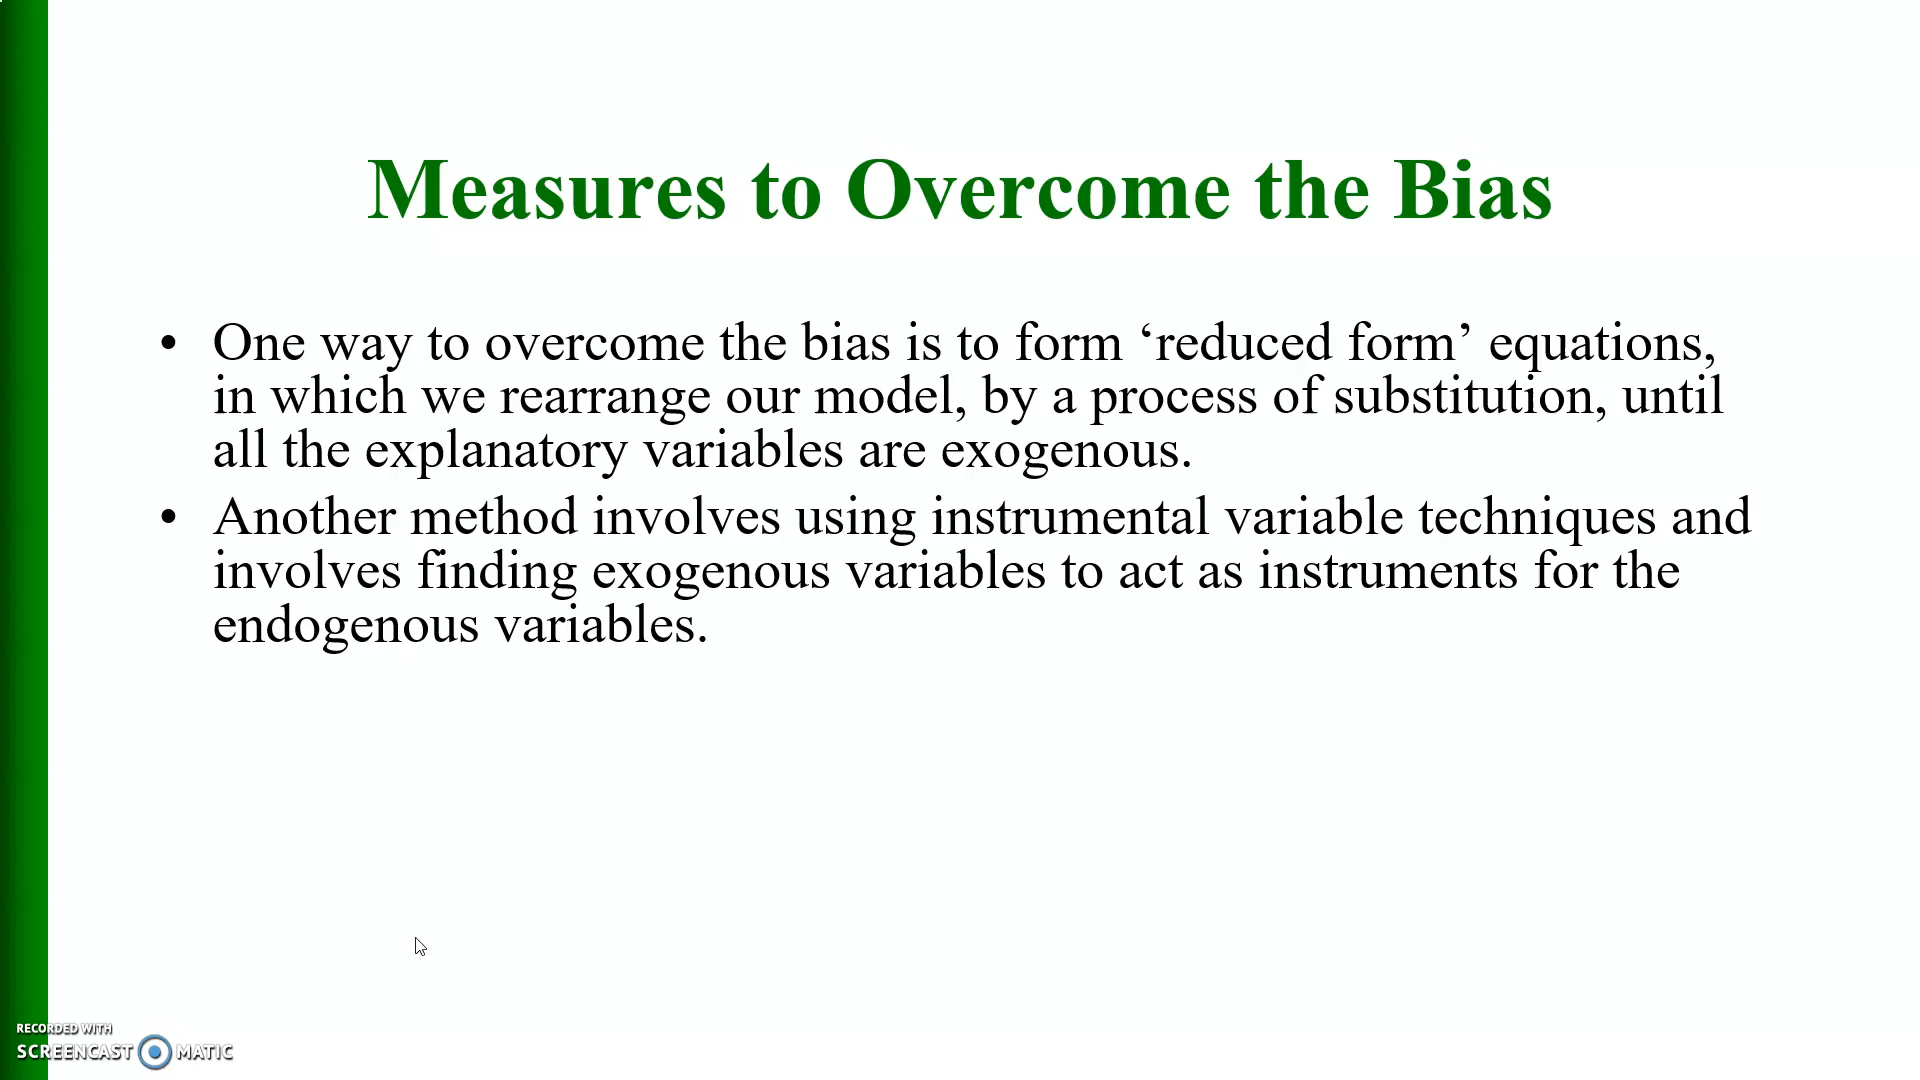 Measures to Overcome the Bias
• One way to overcome the bias is to form ‘reduced form’ equations,
in which we rearrange our model, by a process of substitution, until
all the explanatory variables are exogenous.
• Another method involves using instrumental variable techniques and
involves finding exogenous variables to act as instruments for the
endogenous variables.
RECORDED WITH
SCREENCAST MATIC